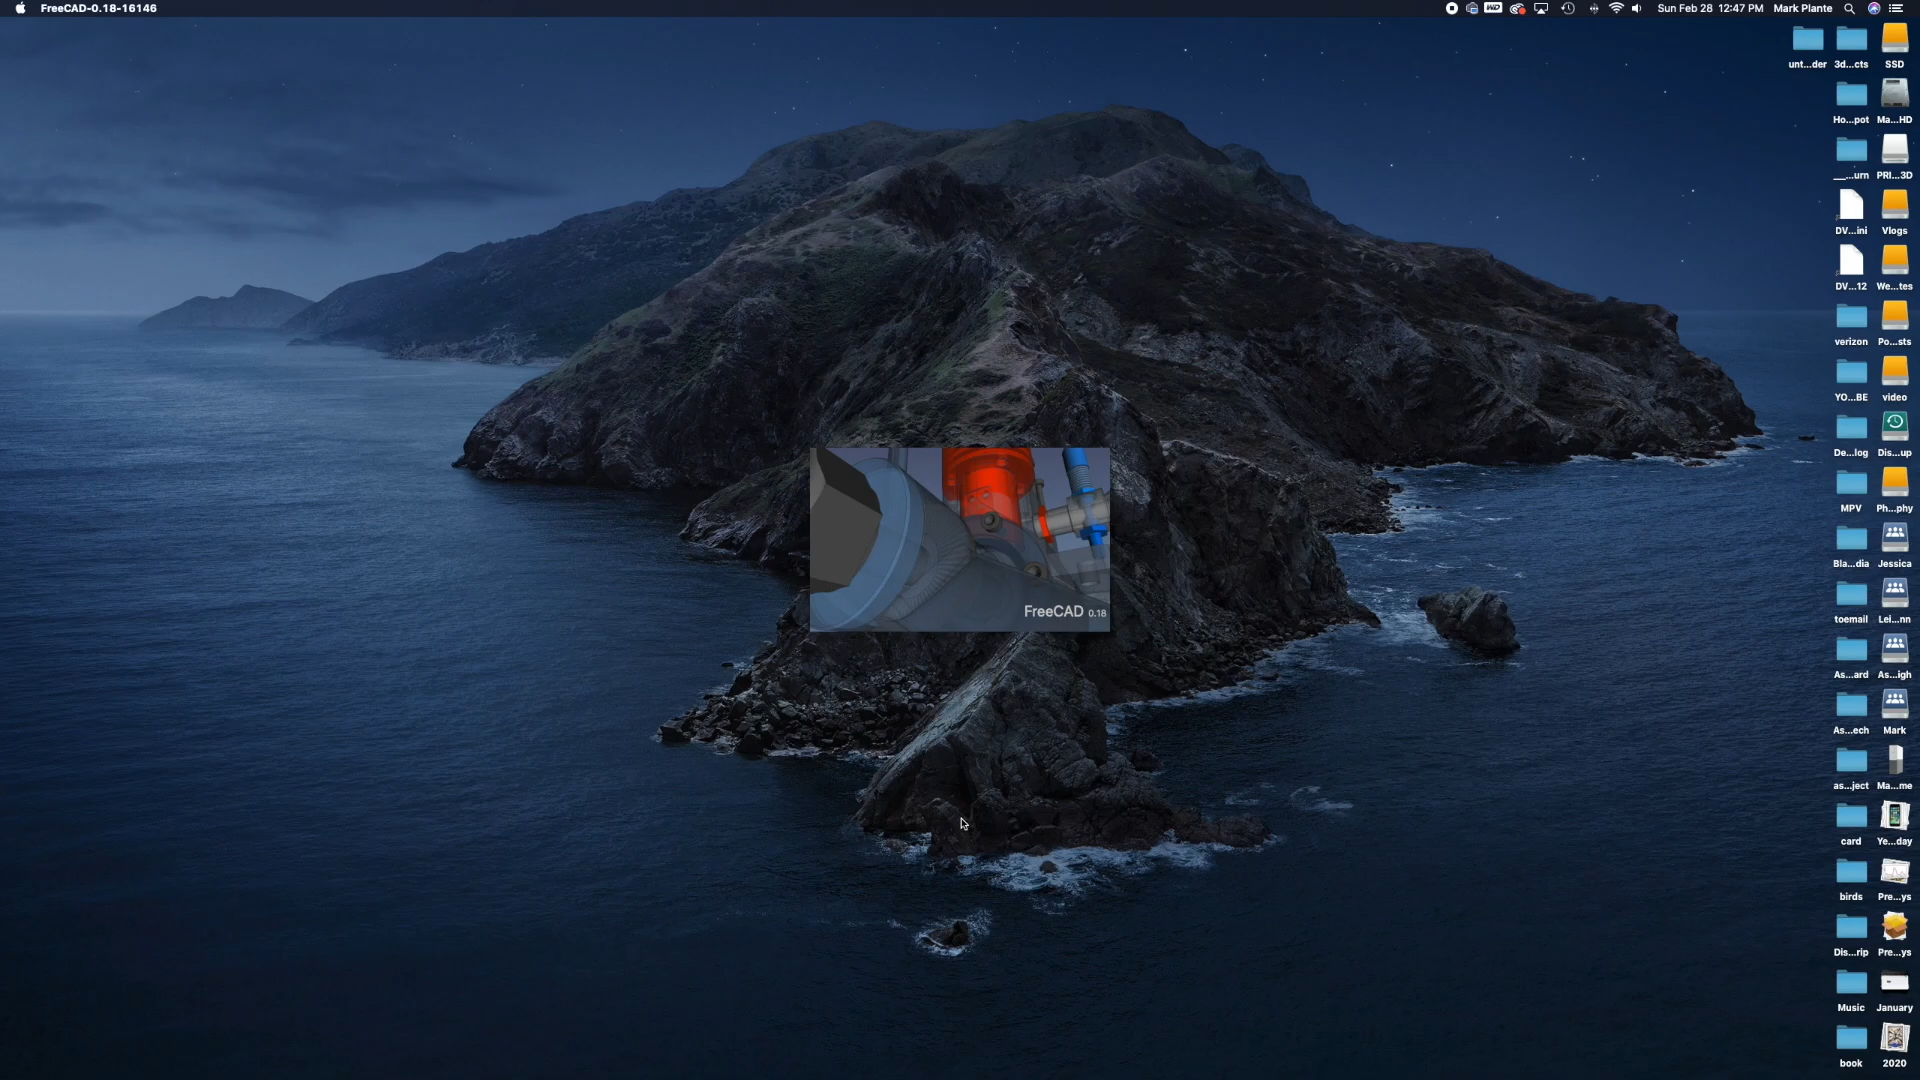 FreeCAD-0.18-16146
WD
Sun Feb 28 12:47 PM
Mark Plante
unt...der
3d...cts
SSD
Ho...pot
Ma...HD
__...urn
PRI...3D
DV...ini
Vlogs
DV...12
We...tes
verizon
Po...sts
YO...BE
video
De...log
Dis...up
MPV
Ph...phy
Bla...dia
Jessica
toemail
Lei...nn
As...ard
As...igh
As...ech
Mark
as...ject
Ma...me
card
Ye...day
birds
Pre...ys
Dis...rip
Pre...ys
Music
January
book
2020
FreeCAD 0.18